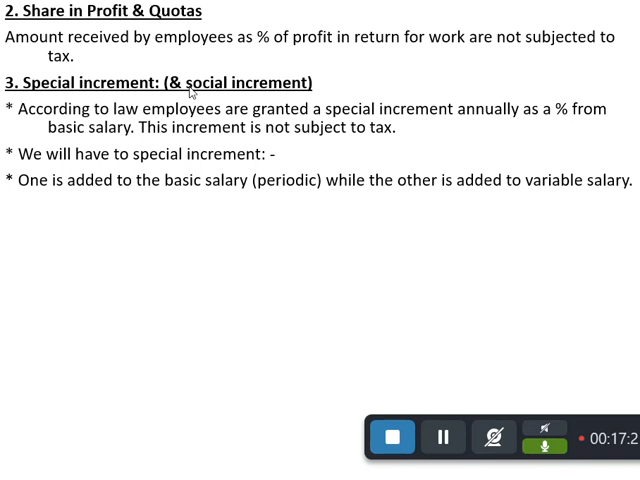 2. Share in Profit & Quotas
Amount received by employees as % of profit in return for work are not subjected to
tax.
3. Special increment: (& social increment)
* According to law employees are granted a special increment annually as a % from
basic salary. This increment is not subject to tax.
* We will have to special increment: -
* One is added to the basic salary (periodic) while the other is added to variable salary.
00:17:2